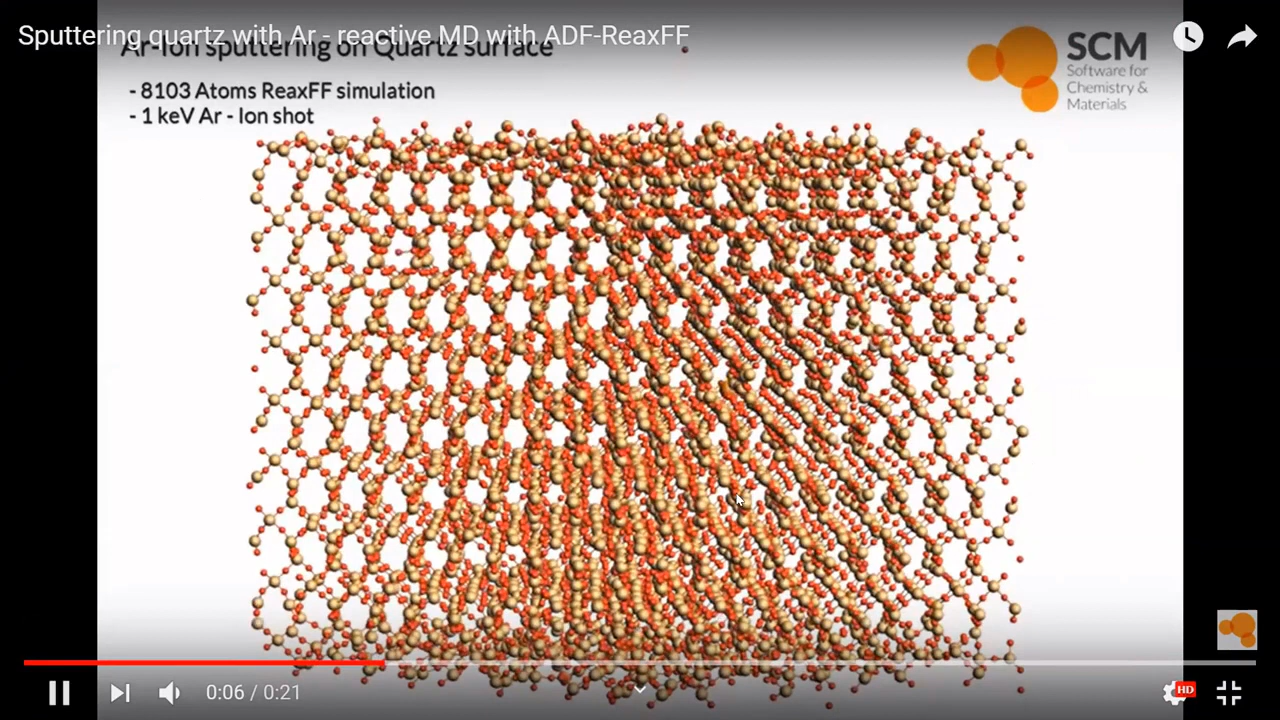 Sputtering quartz with Ar - reactive MD with ADF-ReaxFF
Ar-Ion sputtering on Quartz surface
SCM
Software for
Chemistry &
Materials
- 8103 Atoms ReaxFF simulation
- 1 keV Ar - Ion shot
0:06 / 0:21
HD